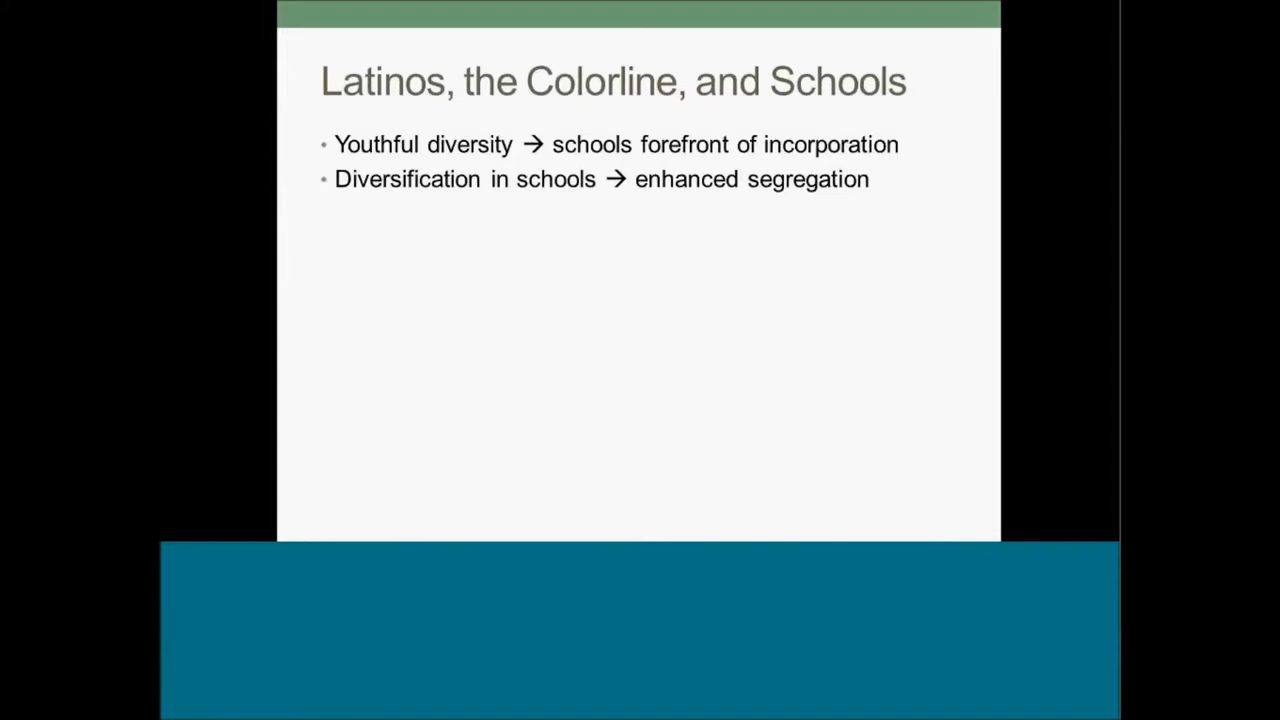 Latinos, the Colorline, and Schools
• Youthful diversity → schools forefront of incorporation
• Diversification in schools → enhanced segregation